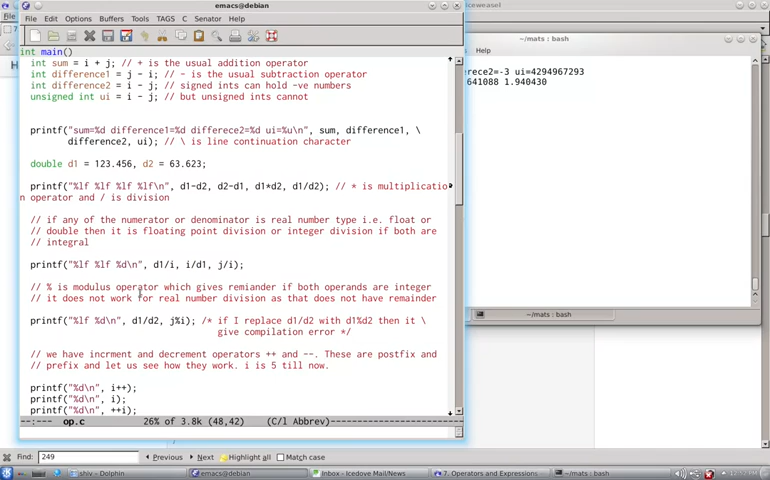 emacs@debian
File Edit Options Buffers Tools TAGS C Senator Help
int main()
int sum = i + j; // + is the usual addition operator
int difference1 = j - i; // - is the usual subtraction operator
int difference2 = i - j; // signed ints can hold -ve numbers
unsigned int ui = i - j; // but unsigned ints cannot
printf("sum=%d difference1=%d differece2=%d ui=%u\n", sum, difference1, \
difference2, ui); // \ is line continuation character
double d1 = 123.456, d2 = 63.623;
printf("%lf %lf %lf %lf\n", d1-d2, d2-d1, d1*d2, d1/d2); // * is multiplicatio
n operator and / is division
// if any of the numerator or denominator is real number type i.e. float or
// double then it is floating point division or integer division if both are
// integral
printf("%lf %lf %d\n", d1/i, i/d1, j/i);
// % is modulus operator which gives remiander if both operands are integer
// it does not work for real number division as that does not have remainder
printf("%lf %d\n", d1/d2, j%i); /* if I replace d1/d2 with d1%d2 then it \
give compilation error */
// we have incrment and decrement operators ++ and --. These are postfix and
// prefix and let us see how they work. i is 5 till now.
printf("%d\n", i++);
printf("%d\n", i);
printf("%d\n", ++i);
--:--- op.c 26% of 3.8k (48,42) (C/l Abbrev)
ceweasel
~/mats : bash
Help
erece2=-3 ui=4294967293
641088 1.940430
~/mats : bash
Find: 249 Previous Next Highlight all Match case
shiv - Dolphin emacs@debian Inbox - Icedove Mail/News 7. Operators and Expressions ~/mats : bash